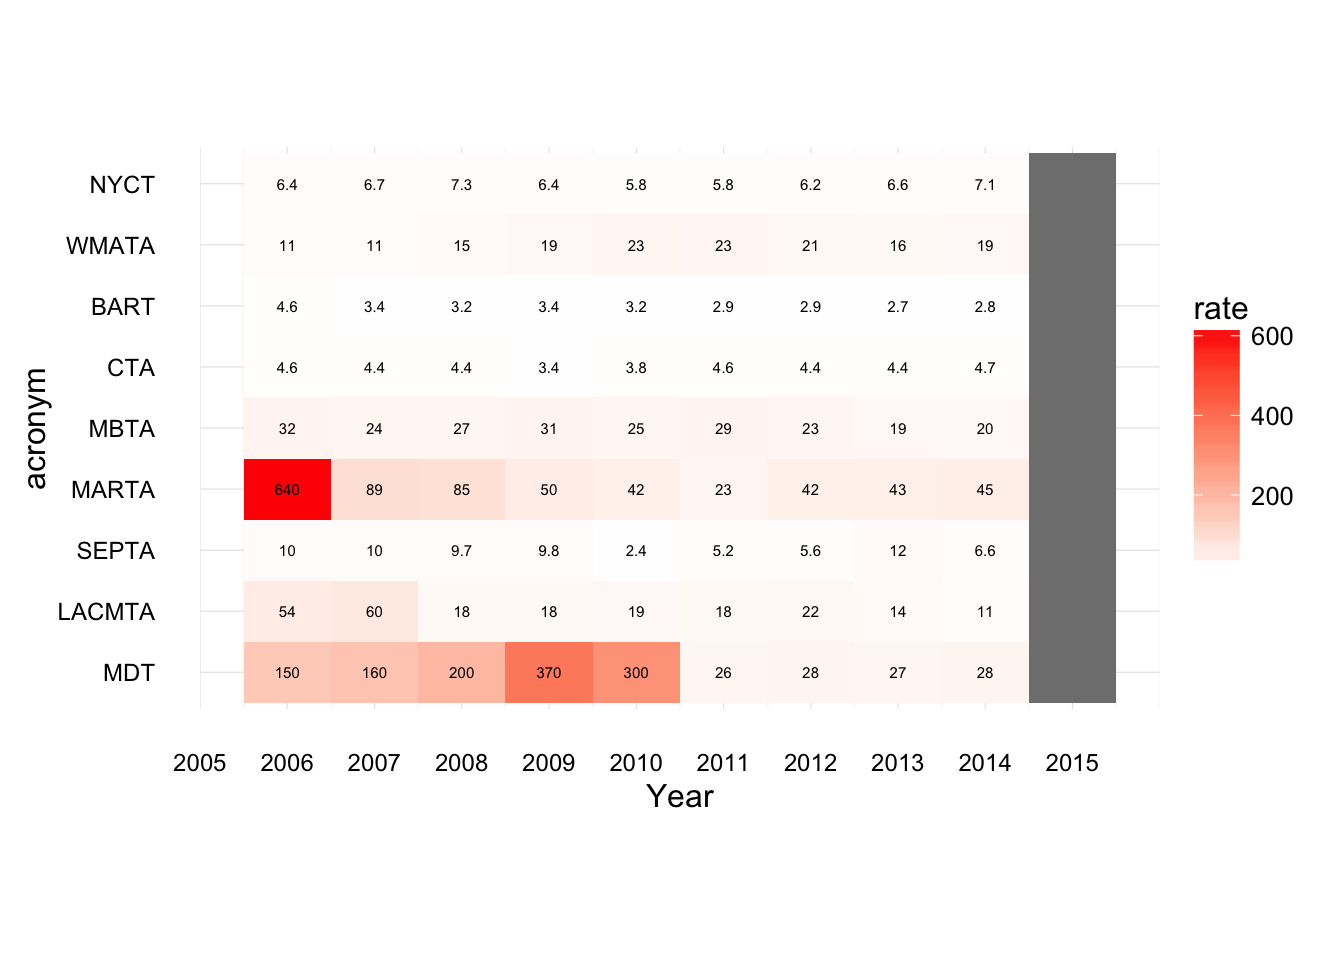 NYCT 6.4 6.7 7.3 6.4 5.8 5.8 6.2 6.6 7.1
WMATA 11 11 15 19 23 23 21 16 19
BART 4.6 3.4 3.2 3.4 3.2 2.9 2.9 2.7 2.8
CTA 4.6 4.4 4.4 3.4 3.8 4.6 4.4 4.4 4.7
MBTA 32 24 27 31 25 29 23 19 20
MARTA 640 89 85 50 42 23 42 43 45
SEPTA 10 10 9.7 9.8 2.4 5.2 5.6 12 6.6
LACMTA 54 60 18 18 19 18 22 14 11
MDT 150 160 200 370 300 26 28 27 28
acronym
2005 2006 2007 2008 2009 2010 2011 2012 2013 2014 2015
Year
rate
600
400
200